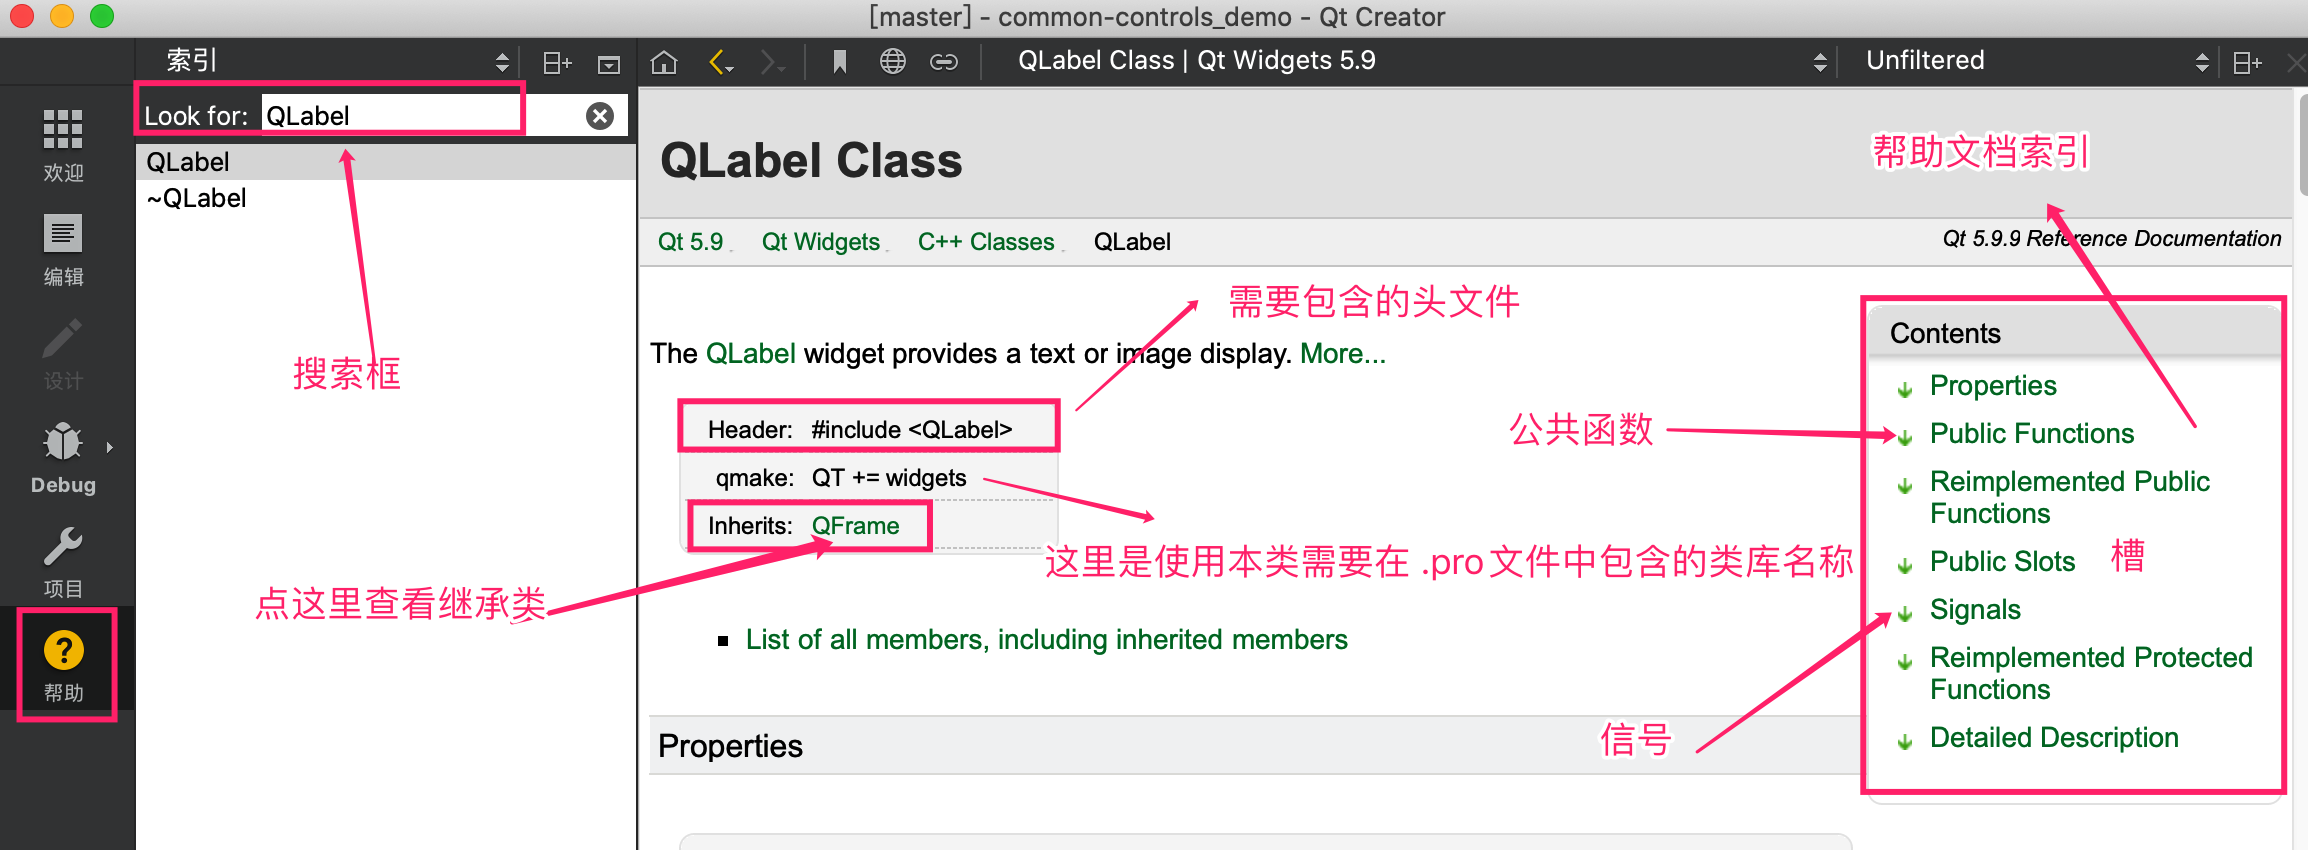 [master] - common-controls_demo - Qt Creator
索引
QLabel Class | Qt Widgets 5.9
Unfiltered
Look for: QLabel
QLabel
~QLabel
搜索框
欢迎
编辑
设计
Debug
项目
帮助
QLabel Class
帮助文档索引
Qt 5.9
Qt Widgets
C++ Classes
QLabel
Qt 5.9.9 Reference Documentation
需要包含的头文件
The QLabel widget provides a text or image display. More...
Header: #include <QLabel>
qmake: QT += widgets
Inherits: QFrame
这里是使用本类需要在 .pro 文件中包含的类库名称
点这里查看继承类
List of all members, including inherited members
Properties
Contents
Properties
公共函数
Public Functions
Reimplemented Public
Functions
Public Slots
槽
Signals
信号
Reimplemented Protected
Functions
Detailed Description